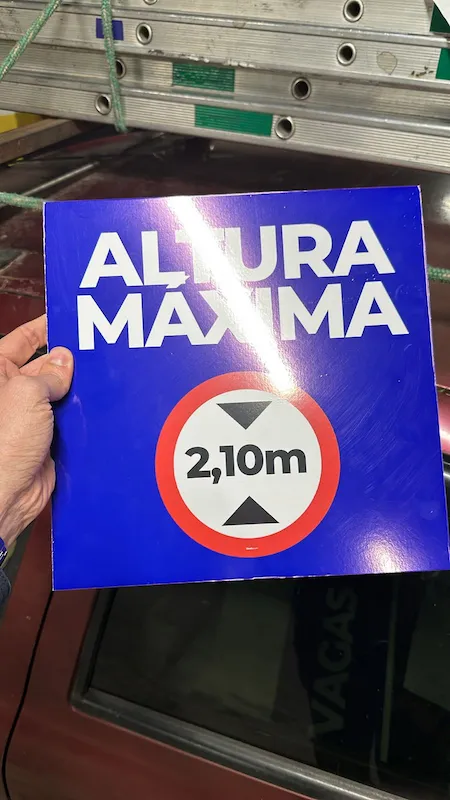 ALTURA
MÁXIMA
2,10m
VAGAS